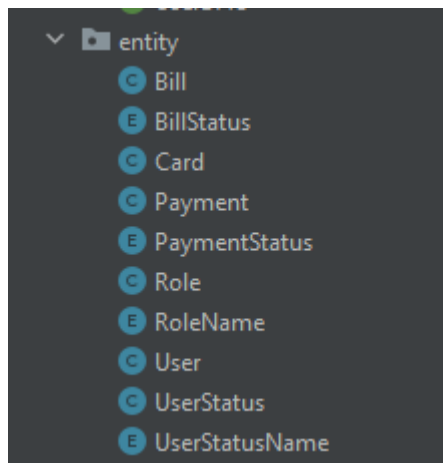 entity
C Bill
E BillStatus
C Card
C Payment
E PaymentStatus
C Role
E RoleName
C User
C UserStatus
E UserStatusName